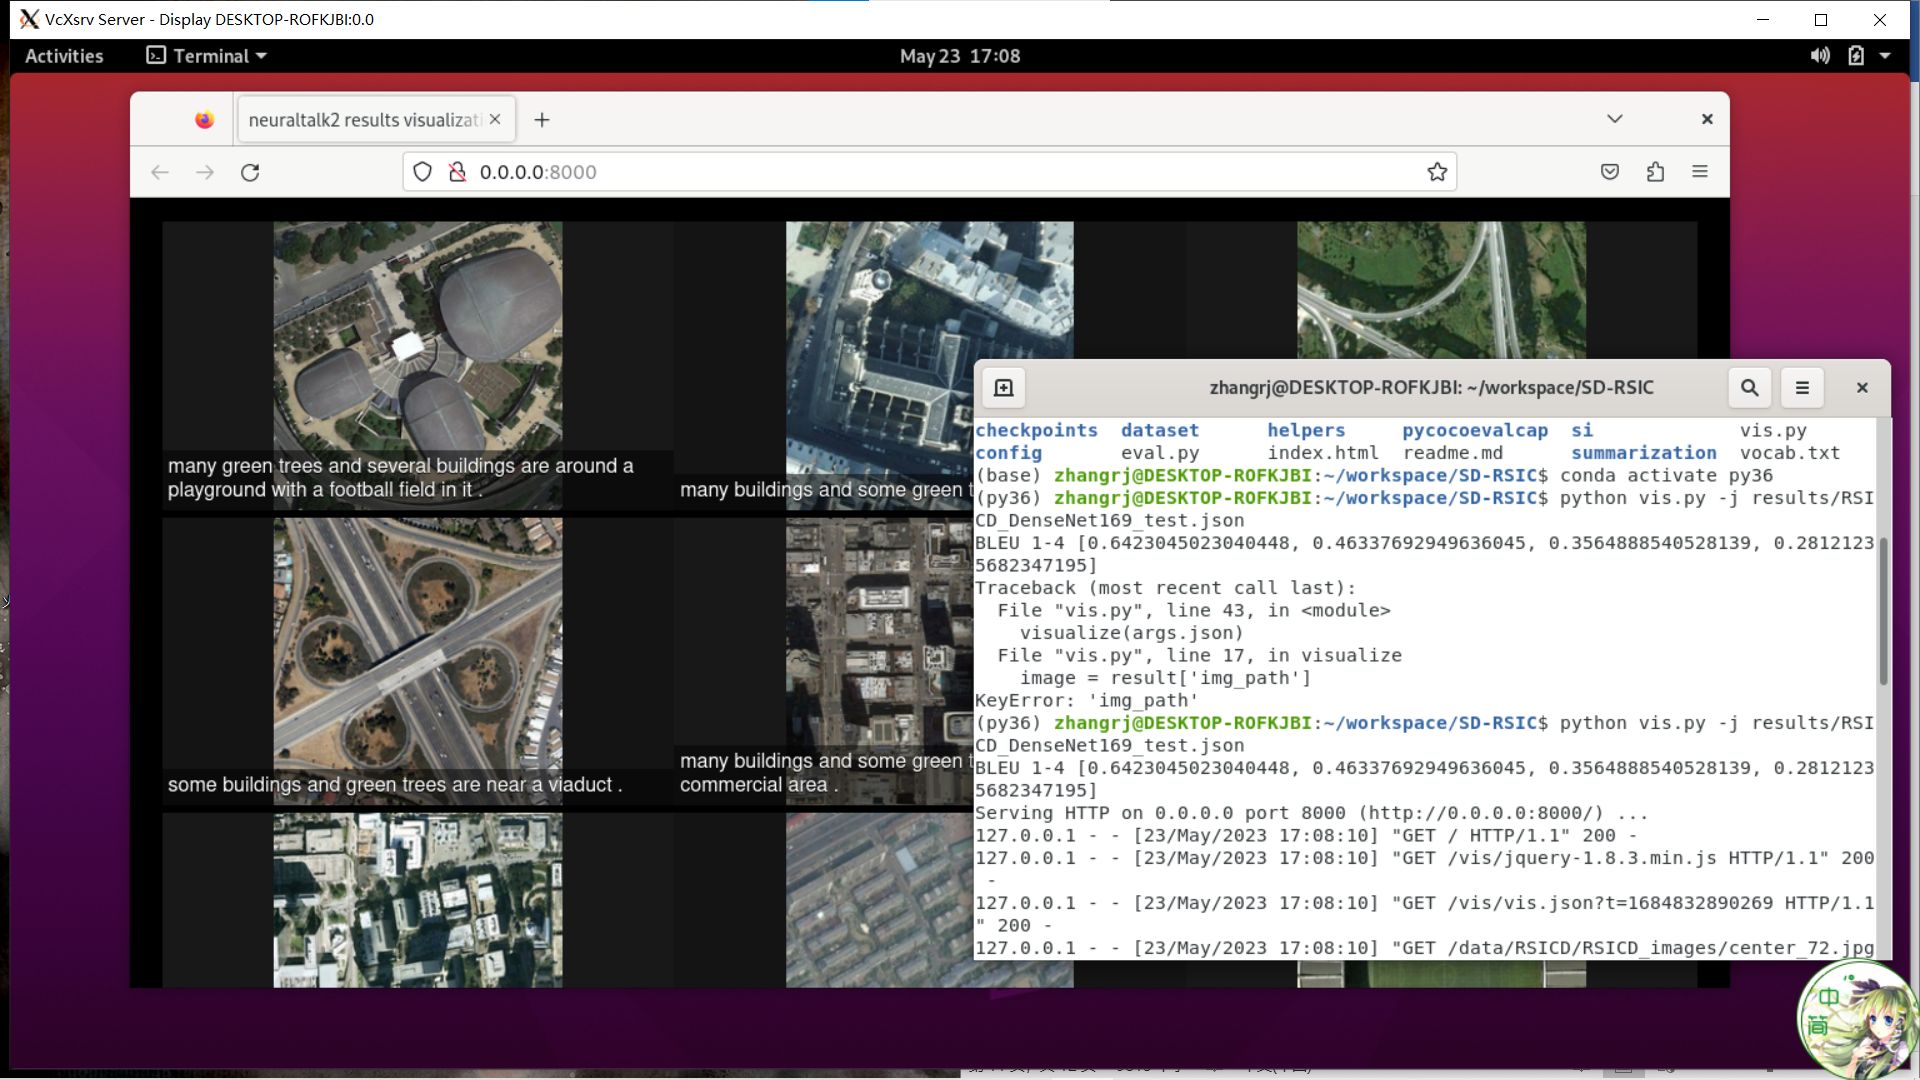 VcXsrv Server - Display DESKTOP-ROFKJBI:0.0
Activities
Terminal
May 23 17:08
neuraltalk2 results visualizati
0.0.0.0:8000
many green trees and several buildings are around a
playground with a football field in it .
many buildings and some green t
some buildings and green trees are near a viaduct .
many buildings and some green t
commercial area .
zhangrj@DESKTOP-ROFKJBI: ~/workspace/SD-RSIC
checkpoints dataset helpers pycocoevalcap si vis.py
config eval.py index.html readme.md summarization vocab.txt
(base) zhangrj@DESKTOP-ROFKJBI:~/workspace/SD-RSIC$ conda activate py36
(py36) zhangrj@DESKTOP-ROFKJBI:~/workspace/SD-RSIC$ python vis.py -j results/RSI
CD_DenseNet169_test.json
BLEU 1-4 [0.6423045023040448, 0.46337692949636045, 0.3564888540528139, 0.2812123
5682347195]
Traceback (most recent call last):
File "vis.py", line 43, in <module>
visualize(args.json)
File "vis.py", line 17, in visualize
image = result['img_path']
KeyError: 'img_path'
(py36) zhangrj@DESKTOP-ROFKJBI:~/workspace/SD-RSIC$ python vis.py -j results/RSI
CD_DenseNet169_test.json
BLEU 1-4 [0.6423045023040448, 0.46337692949636045, 0.3564888540528139, 0.2812123
5682347195]
Serving HTTP on 0.0.0.0 port 8000 (http://0.0.0.0:8000/) ...
127.0.0.1 - - [23/May/2023 17:08:10] "GET / HTTP/1.1" 200 -
127.0.0.1 - - [23/May/2023 17:08:10] "GET /vis/jquery-1.8.3.min.js HTTP/1.1" 200
-
127.0.0.1 - - [23/May/2023 17:08:10] "GET /vis/vis.json?t=1684832890269 HTTP/1.1
" 200 -
127.0.0.1 - - [23/May/2023 17:08:10] "GET /data/RSICD/RSICD_images/center_72.jpg
中
简